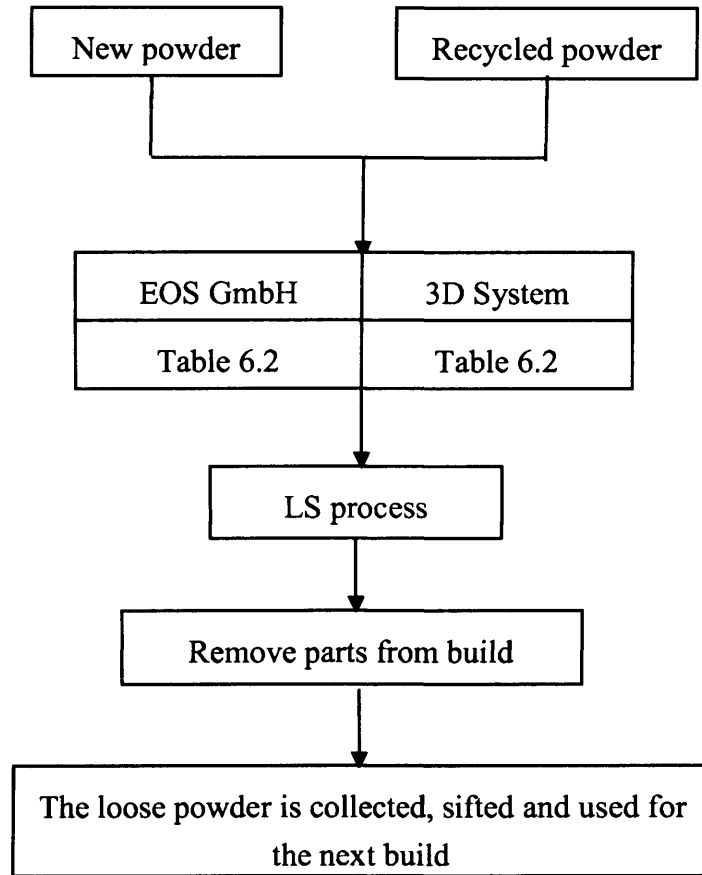 New powder
Recycled powder
EOS GmbH
3D System
Table 6.2
Table 6.2
LS process
Remove parts from build
The loose powder is collected, sifted and used for
the next build